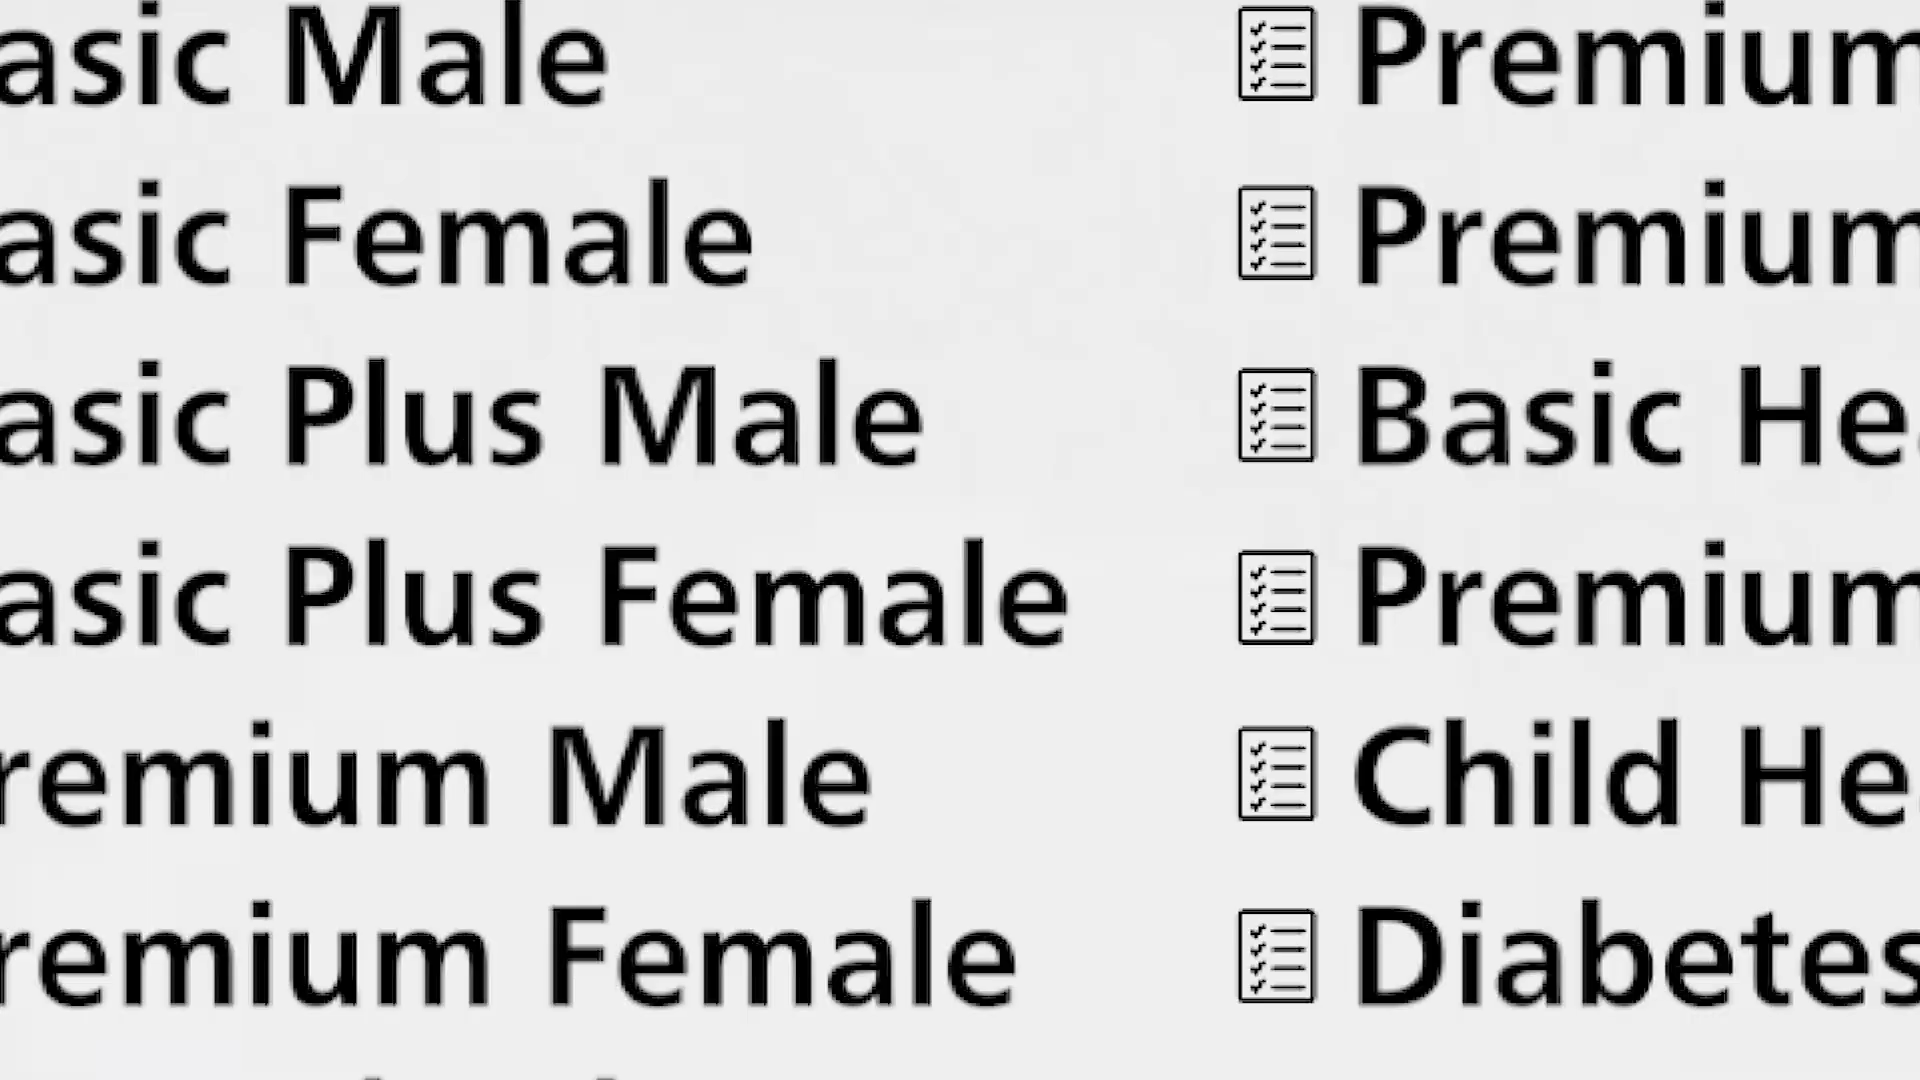 asic Male
asic Female
asic Plus Male
asic Plus Female
remium Male
remium Female
Premium
Premium
Basic He
Premium
Child He
Diabetes